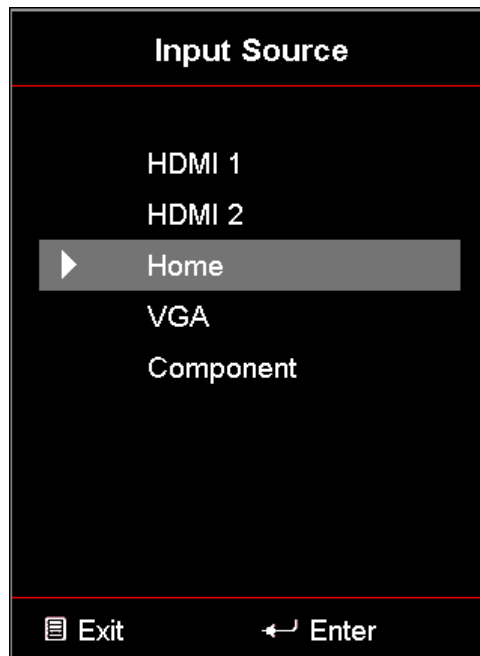 Input Source
HDMI 1
HDMI 2
Home
VGA
Component
Exit Enter